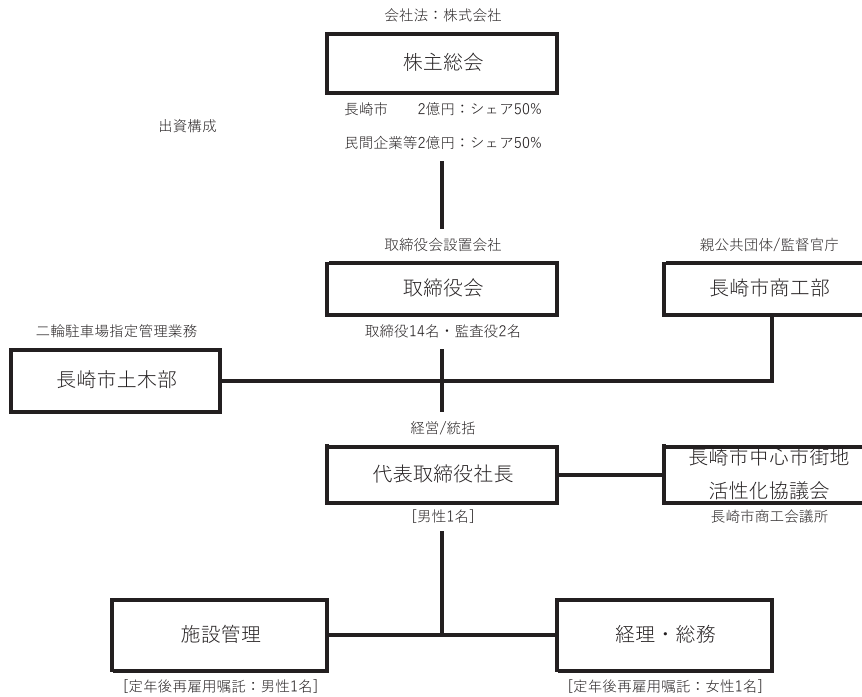 会社法：株式会社
株主総会
長崎市　2億円：シェア50%
出資構成
民間企業等2億円：シェア50%
取締役会設置会社
親公共団体/監督官庁
取締役会
長崎市商工部
二輪駐車場指定管理業務
取締役14名・監査役2名
長崎市土木部
経営/統括
代表取締役社長
長崎市中心市街地
活性化協議会
[男性1名]
長崎市商工会議所
施設管理
経理・総務
[定年後再雇用嘱託：男性1名]
[定年後再雇用嘱託：女性1名]